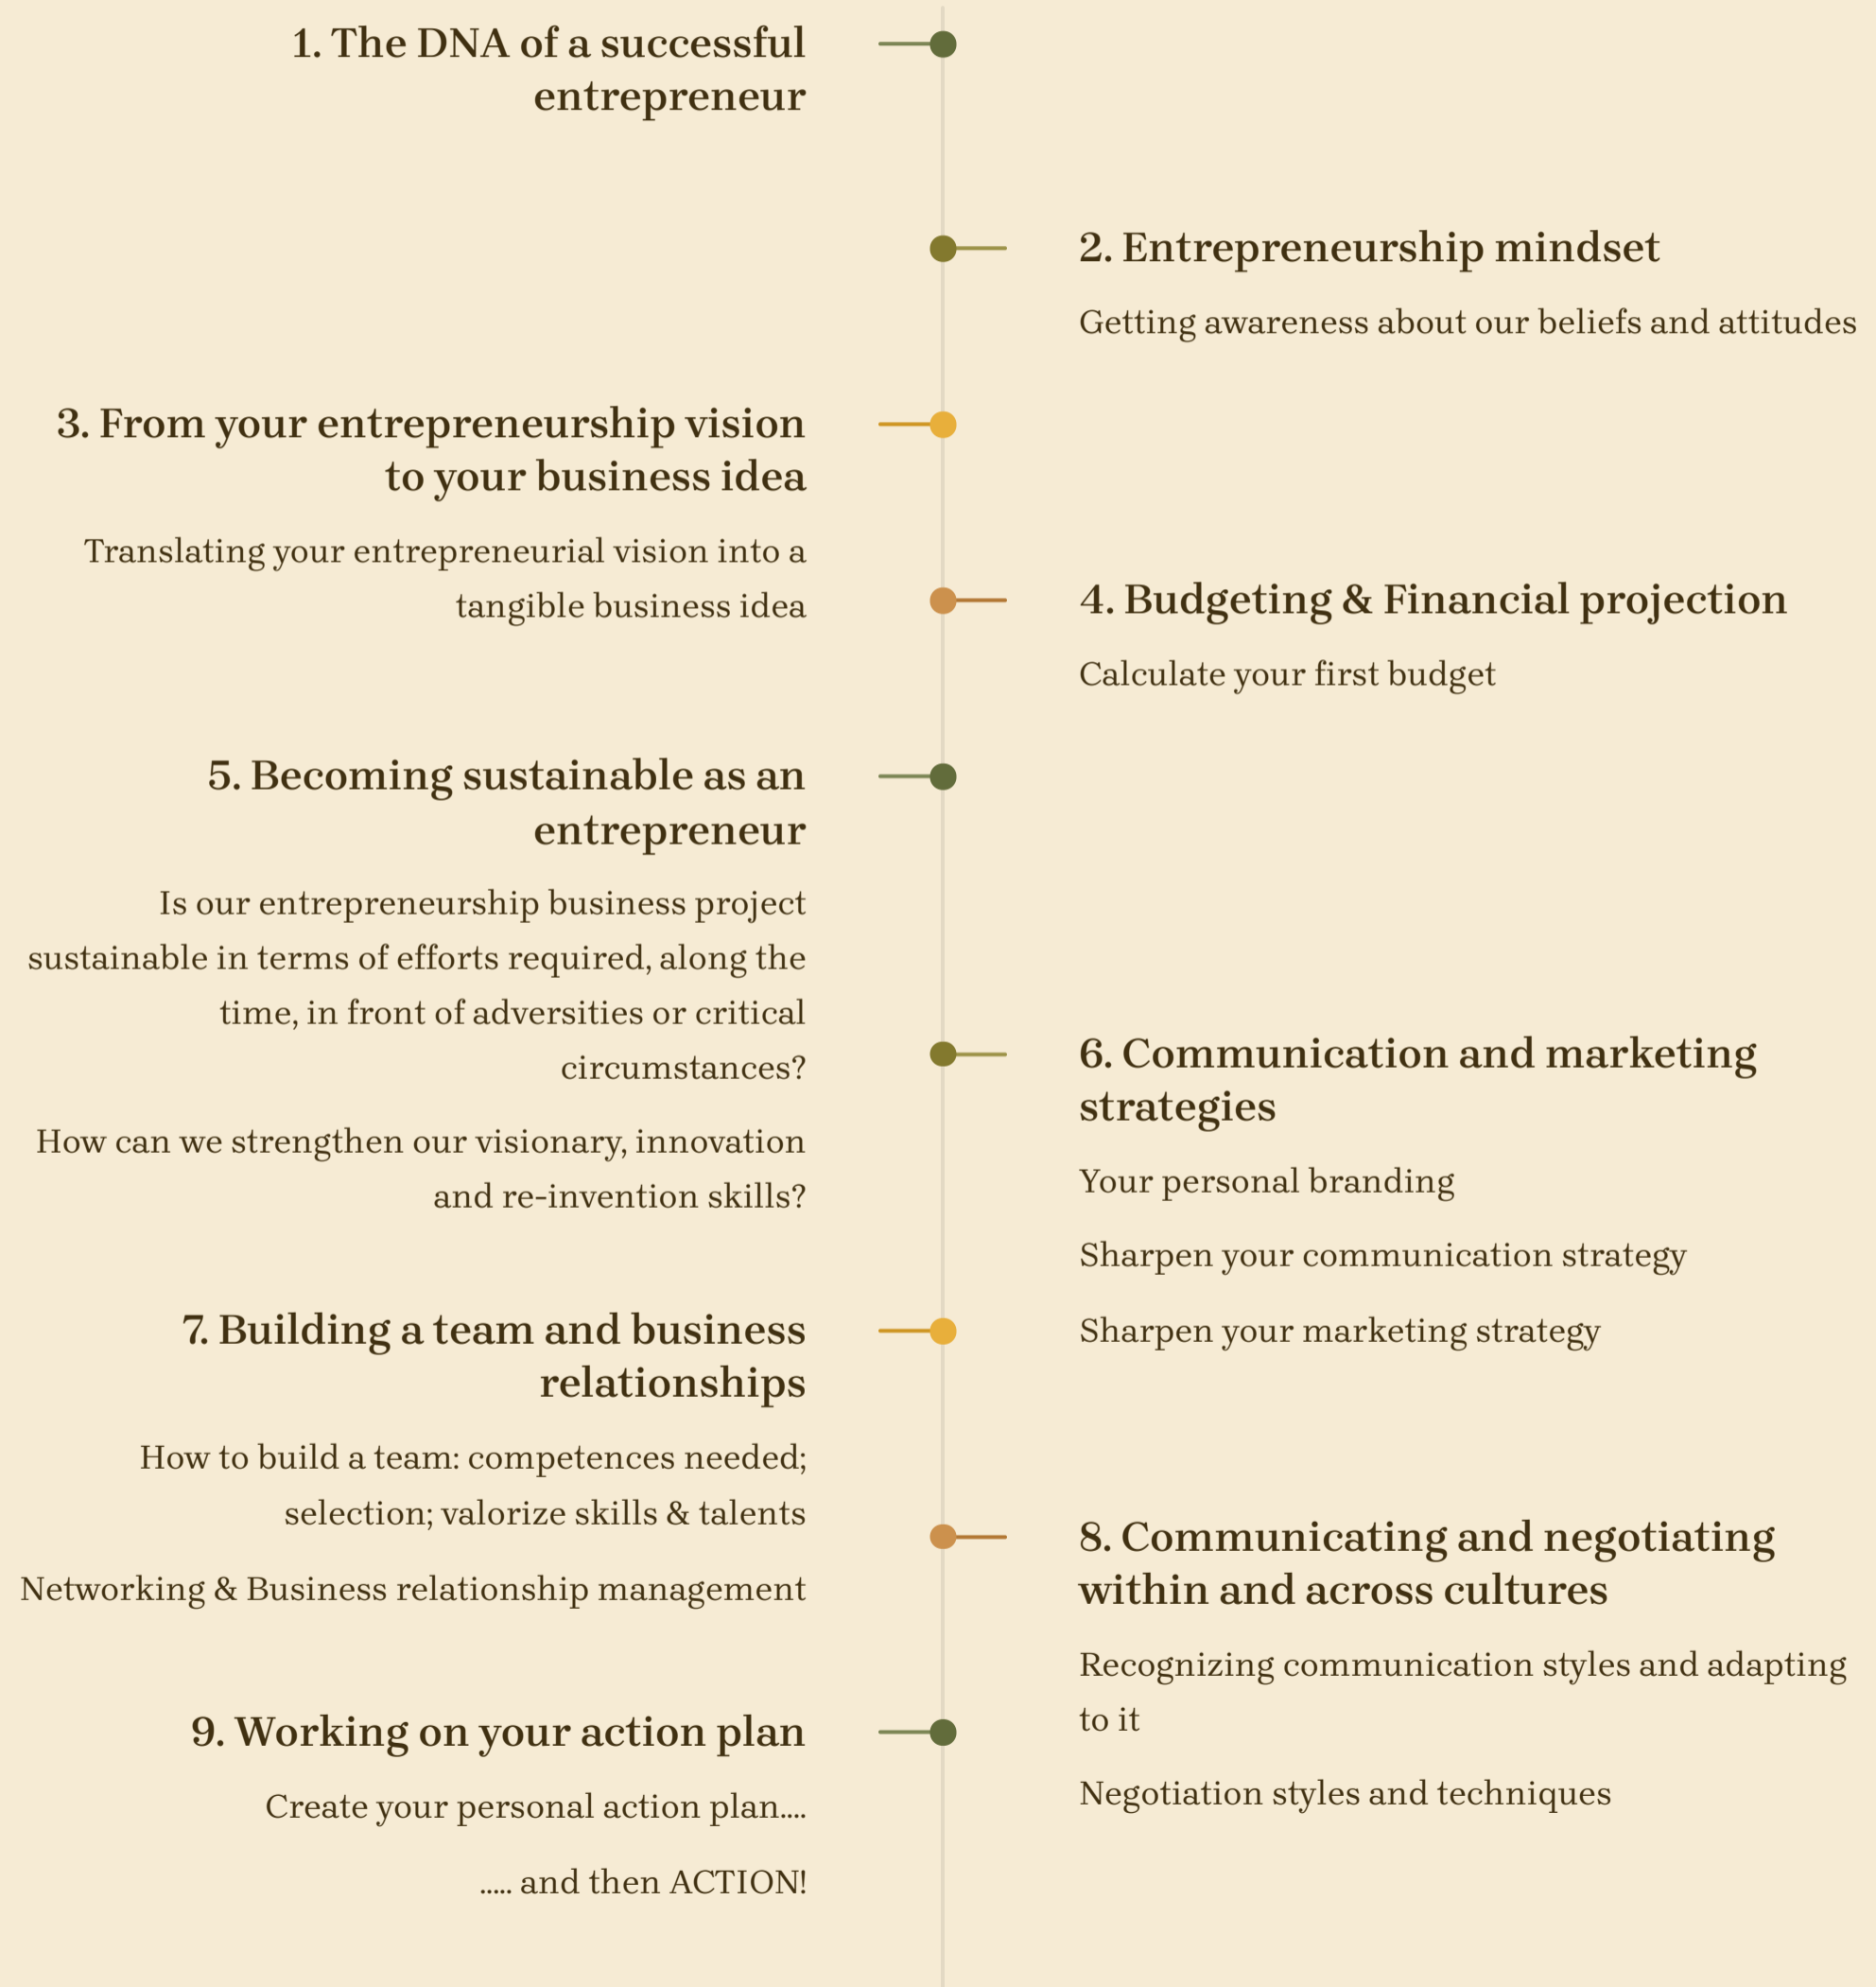 1. The DNA of a successful
entrepreneur
2. Entrepreneurship mindset
Getting awareness about our beliefs and attitudes
3. From your entrepreneurship vision
to your business idea
Translating your entrepreneurial vision into a
tangible business idea
4. Budgeting & Financial projection
Calculate your first budget
5. Becoming sustainable as an
entrepreneur
Is our entrepreneurship business project
sustainable in terms of efforts required, along the
time, in front of adversities or critical
circumstances?
How can we strengthen our visionary, innovation
and re-invention skills?
6. Communication and marketing
strategies
Your personal branding
Sharpen your communication strategy
Sharpen your marketing strategy
7. Building a team and business
relationships
How to build a team: competences needed;
selection; valorize skills & talents
Networking & Business relationship management
8. Communicating and negotiating
within and across cultures
Recognizing communication styles and adapting
to it
Negotiation styles and techniques
9. Working on your action plan
Create your personal action plan....
..... and then ACTION!